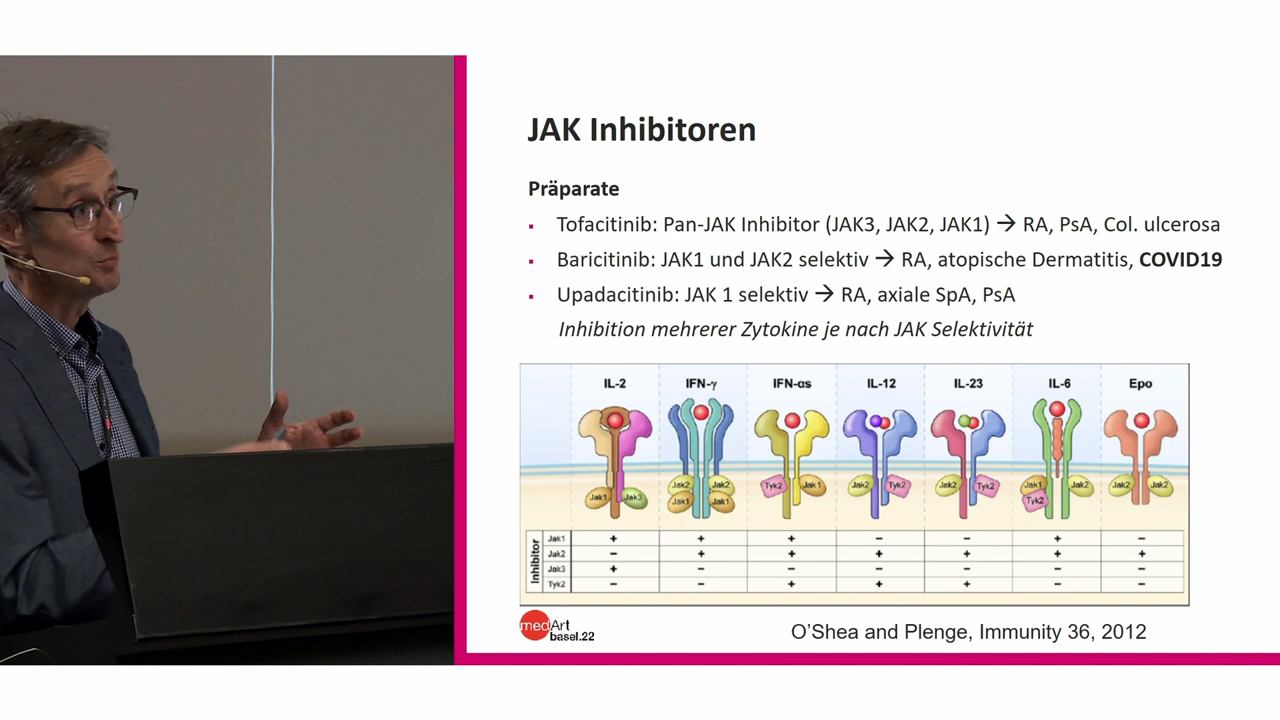 JAK Inhibitoren
Präparate
▪ Tofacitinib: Pan-JAK Inhibitor (JAK3, JAK2, JAK1) → RA, PsA, Col. ulcerosa
▪ Baricitinib: JAK1 und JAK2 selektiv → RA, atopische Dermatitis, COVID19
▪ Upadacitinib: JAK 1 selektiv → RA, axiale SpA, PsA
Inhibition mehrerer Zytokine je nach JAK Selektivität
IL-2 IFN-γ IFN-αs IL-12 IL-23 IL-6 Epo
Jak1 Jak3 Jak2 Jak2 Jak1 Jak1 Tyk2 Jak1 Jak2 Tyk2 Jak2 Tyk2 Jak1 Tyk2 Jak2 Jak2 Jak2
Inhibitor
Jak1 + + + – – + –
Jak2 – + + + + + +
Jak3 + – – – – – –
Tyk2 – – + + + – –
medArt
basel.22
O'Shea and Plenge, Immunity 36, 2012